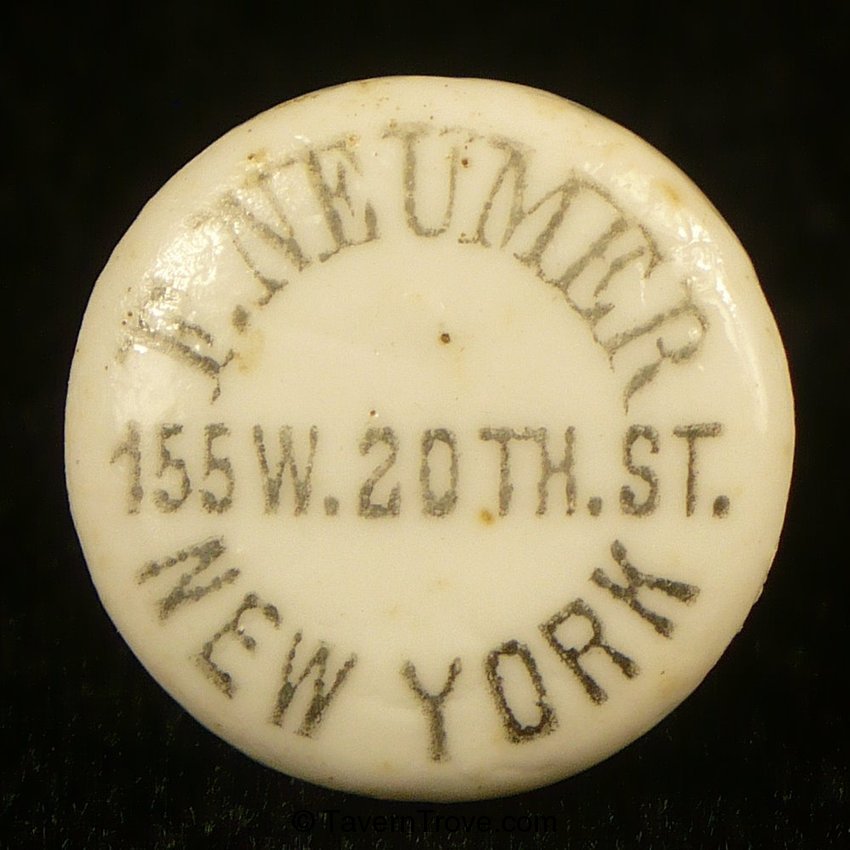 F. NEUMER
155 W. 20TH. ST.
NEW YORK
© TavernTrove.com